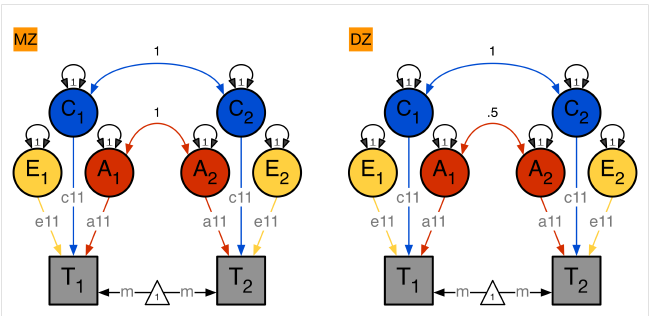 MZ DZ
1 1
C1 C2 C1 C2
1 1 1 1
1 .5
1 1 1 1 1 1 1 1
E1 A1 A2 E2 E1 A1 A2 E2
c11 c11 c11 c11
e11 a11 a11 e11 e11 a11 a11 e11
T1 m 1 m T2 T1 m 1 m T2